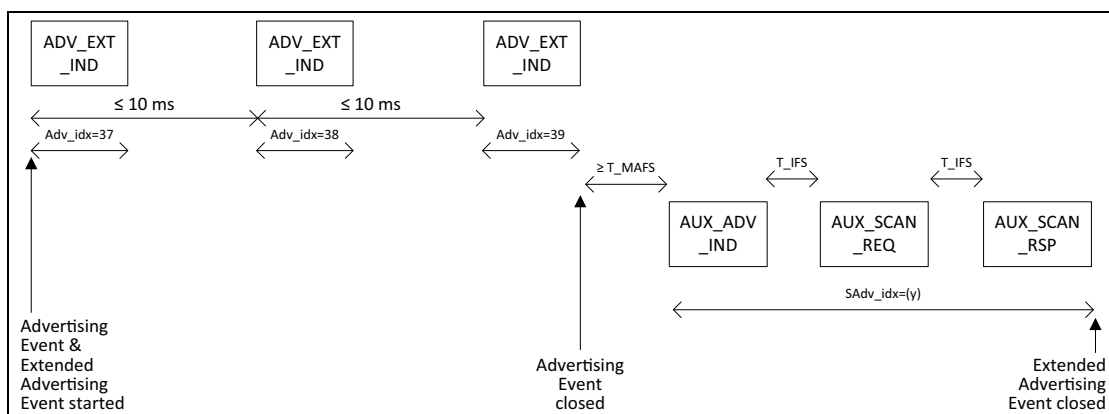 ADV_EXT
_IND
ADV_EXT
_IND
ADV_EXT
_IND
≤ 10 ms
≤ 10 ms
Adv_idx=37
Adv_idx=38
Adv_idx=39
≥ T_MAFS
T_IFS
T_IFS
AUX_ADV
_IND
AUX_SCAN
_REQ
AUX_SCAN
_RSP
SAdv_idx=(y)
Advertising
Event &
Extended
Advertising
Event started
Advertising
Event
closed
Extended
Advertising
Event closed